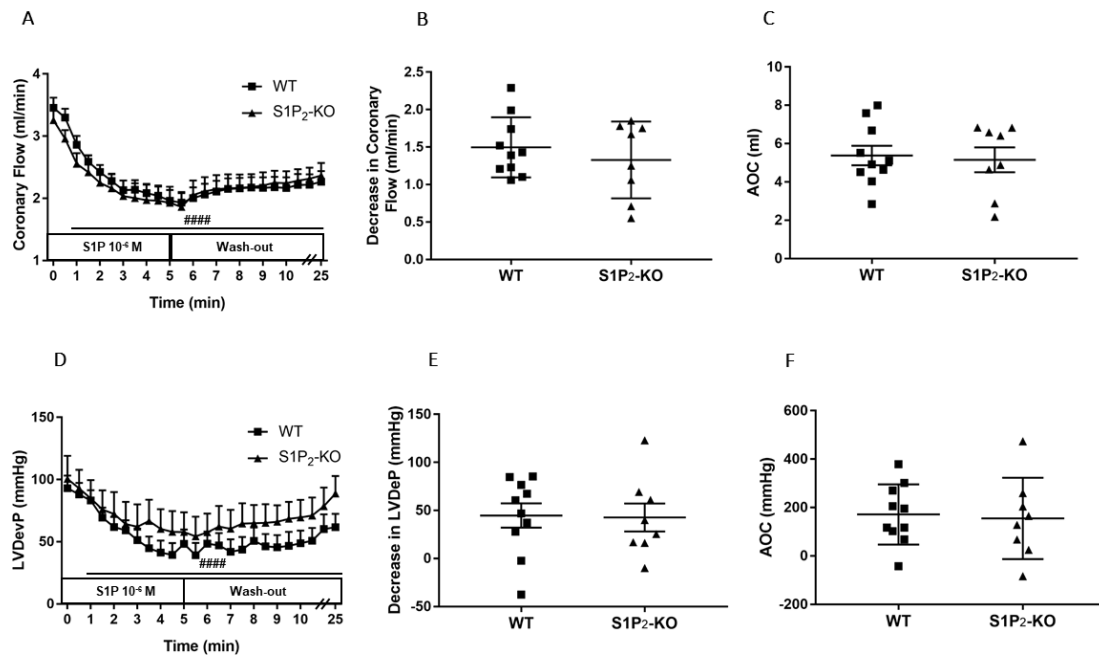 A
Coronary Flow (ml/min)
4
3
2
1
WT
S1P₂-KO
####
S1P 10⁻⁶ M
Wash-out
0 1 2 3 4 5 6 7 8 9 10 25
Time (min)
B
Decrease in Coronary
Flow (ml/min)
2.5
2.0
1.5
1.0
0.5
0.0
WT
S1P₂-KO
C
AOC (ml)
10
8
6
4
2
0
WT
S1P₂-KO
D
LVDevP (mmHg)
150
100
50
0
WT
S1P₂-KO
####
S1P 10⁻⁶ M
Wash-out
0 1 2 3 4 5 6 7 8 9 10 25
Time (min)
E
Decrease in LVDeP (mmHg)
150
100
50
0
-50
WT
S1P₂-KO
F
AOC (mmHg)
600
400
200
0
-200
WT
S1P₂-KO